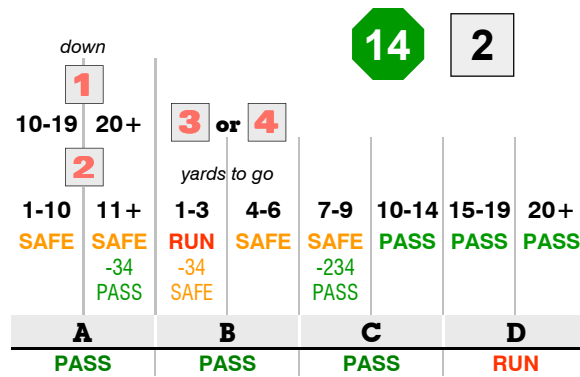 14 2
down
1
10-19 20+ 3 or 4
2
yards to go
1-10 11+ 1-3 4-6 7-9 10-14 15-19 20+
SAFE SAFE RUN SAFE SAFE PASS PASS PASS
-34 -34 -234
PASS SAFE PASS
A B C D
PASS PASS PASS RUN